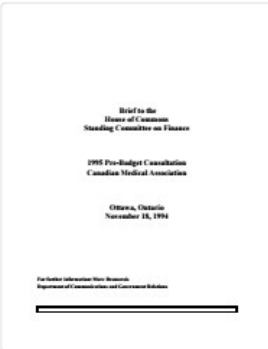 Brief to the
House of Commons
Standing Committee on Finance
1995 Pre-Budget Consultation
Canadian Medical Association
Ottawa, Ontario
November 18, 1994
For further information:
Department of Communications and Government Relations